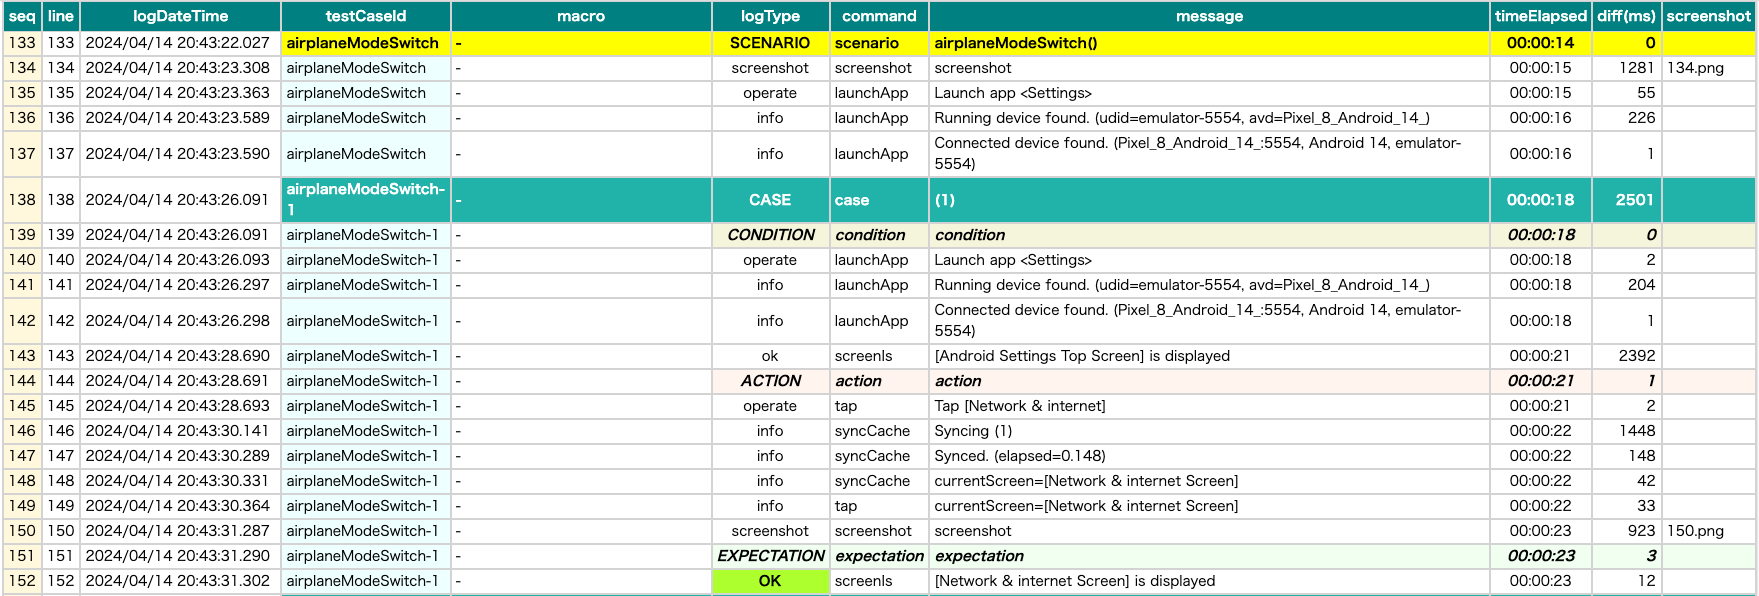 seq line logDateTime testCaseId macro logType command message timeElapsed diff(ms) screenshot
133 133 2024/04/14 20:43:22.027 airplaneModeSwitch - SCENARIO scenario airplaneModeSwitch() 00:00:14 0
134 134 2024/04/14 20:43:23.308 airplaneModeSwitch - screenshot screenshot screenshot 00:00:15 1281 134.png
135 135 2024/04/14 20:43:23.363 airplaneModeSwitch - operate launchApp Launch app <Settings> 00:00:15 55
136 136 2024/04/14 20:43:23.589 airplaneModeSwitch - info launchApp Running device found. (udid=emulator-5554, avd=Pixel_8_Android_14_) 00:00:16 226
137 137 2024/04/14 20:43:23.590 airplaneModeSwitch - info launchApp Connected device found. (Pixel_8_Android_14_:5554, Android 14, emulator-
5554) 00:00:16 1
138 138 2024/04/14 20:43:26.091 airplaneModeSwitch-
1 - CASE case (1) 00:00:18 2501
139 139 2024/04/14 20:43:26.091 airplaneModeSwitch-1 - CONDITION condition condition 00:00:18 0
140 140 2024/04/14 20:43:26.093 airplaneModeSwitch-1 - operate launchApp Launch app <Settings> 00:00:18 2
141 141 2024/04/14 20:43:26.297 airplaneModeSwitch-1 - info launchApp Running device found. (udid=emulator-5554, avd=Pixel_8_Android_14_) 00:00:18 204
142 142 2024/04/14 20:43:26.298 airplaneModeSwitch-1 - info launchApp Connected device found. (Pixel_8_Android_14_:5554, Android 14, emulator-
5554) 00:00:18 1
143 143 2024/04/14 20:43:28.690 airplaneModeSwitch-1 - ok screenIs [Android Settings Top Screen] is displayed 00:00:21 2392
144 144 2024/04/14 20:43:28.691 airplaneModeSwitch-1 - ACTION action action 00:00:21 1
145 145 2024/04/14 20:43:28.693 airplaneModeSwitch-1 - operate tap Tap [Network & internet] 00:00:21 2
146 146 2024/04/14 20:43:30.141 airplaneModeSwitch-1 - info syncCache Syncing (1) 00:00:22 1448
147 147 2024/04/14 20:43:30.289 airplaneModeSwitch-1 - info syncCache Synced. (elapsed=0.148) 00:00:22 148
148 148 2024/04/14 20:43:30.331 airplaneModeSwitch-1 - info syncCache currentScreen=[Network & internet Screen] 00:00:22 42
149 149 2024/04/14 20:43:30.364 airplaneModeSwitch-1 - info tap currentScreen=[Network & internet Screen] 00:00:22 33
150 150 2024/04/14 20:43:31.287 airplaneModeSwitch-1 - screenshot screenshot screenshot 00:00:23 923 150.png
151 151 2024/04/14 20:43:31.290 airplaneModeSwitch-1 - EXPECTATION expectation expectation 00:00:23 3
152 152 2024/04/14 20:43:31.302 airplaneModeSwitch-1 - OK screenIs [Network & internet Screen] is displayed 00:00:23 12